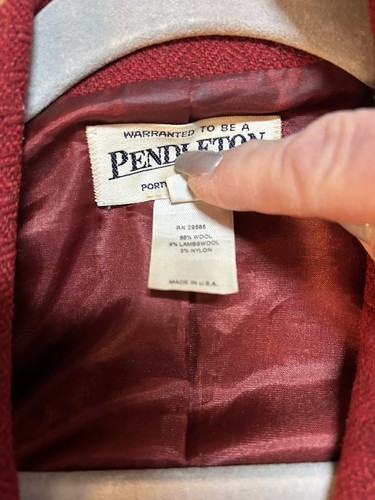 WARRANTED TO BE A
PENDLETON
PORT
RN 29685
88% WOOL
9% LAMBSWOOL
3% NYLON
MADE IN U.S.A.